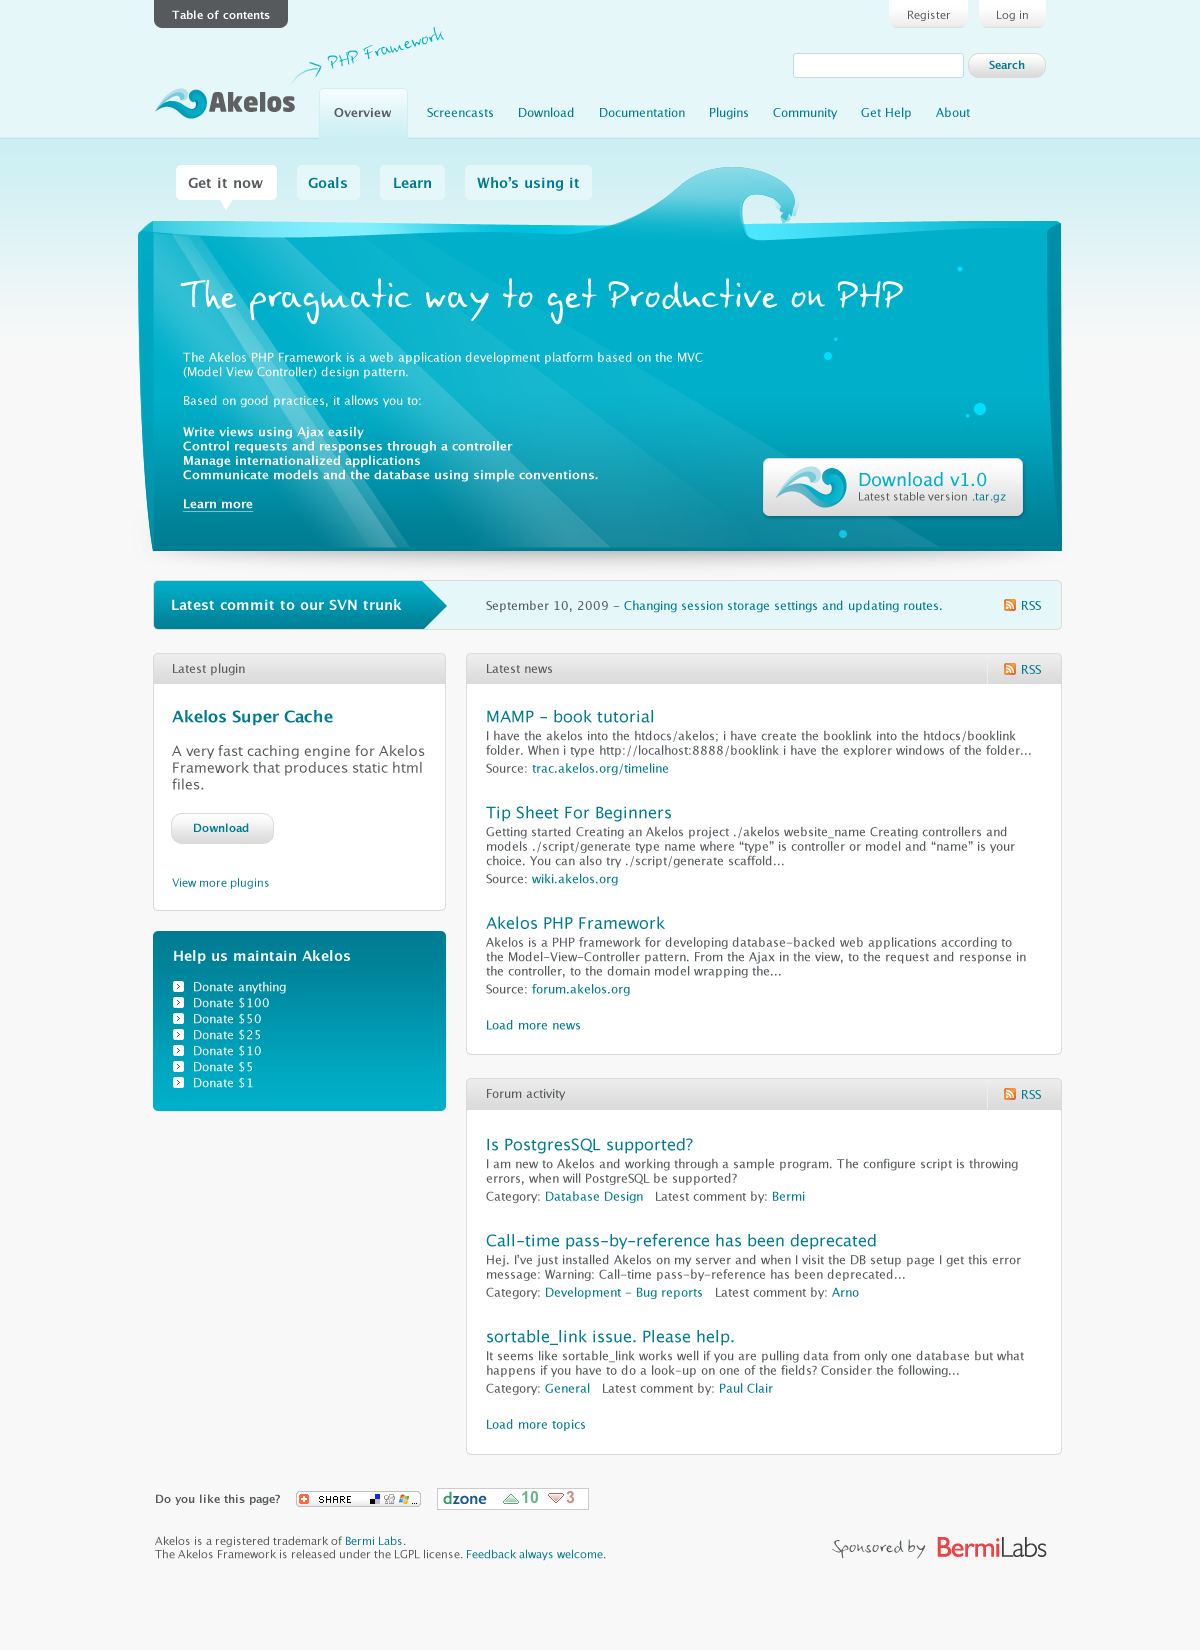 Table of contents
Register
Log in
PHP Framework
Search
Akelos
Overview
Screencasts
Download
Documentation
Plugins
Community
Get Help
About
Get it now
Goals
Learn
Who's using it
The pragmatic way to get Productive on PHP
The Akelos PHP Framework is a web application development platform based on the MVC
(Model View Controller) design pattern.
Based on good practices, it allows you to:
Write views using Ajax easily
Control requests and responses through a controller
Manage internationalized applications
Communicate models and the database using simple conventions.
Learn more
Download v1.0
Latest stable version .tar.gz
Latest commit to our SVN trunk
September 10, 2009 – Changing session storage settings and updating routes.
RSS
Latest plugin
Akelos Super Cache
A very fast caching engine for Akelos
Framework that produces static html
files.
Download
View more plugins
Help us maintain Akelos
Donate anything
Donate $100
Donate $50
Donate $25
Donate $10
Donate $5
Donate $1
Latest news
RSS
MAMP – book tutorial
I have the akelos into the htdocs/akelos; i have create the booklink into the htdocs/booklink
folder. When i type http://localhost:8888/booklink i have the explorer windows of the folder...
Source: trac.akelos.org/timeline
Tip Sheet For Beginners
Getting started Creating an Akelos project ./akelos website_name Creating controllers and
models ./script/generate type name where “type” is controller or model and “name” is your
choice. You can also try ./script/generate scaffold...
Source: wiki.akelos.org
Akelos PHP Framework
Akelos is a PHP framework for developing database-backed web applications according to
the Model-View-Controller pattern. From the Ajax in the view, to the request and response in
the controller, to the domain model wrapping the...
Source: forum.akelos.org
Load more news
Forum activity
RSS
Is PostgresSQL supported?
I am new to Akelos and working through a sample program. The configure script is throwing
errors, when will PostgreSQL be supported?
Category: Database Design Latest comment by: Bermi
Call-time pass-by-reference has been deprecated
Hej. I've just installed Akelos on my server and when I visit the DB setup page I get this error
message: Warning: Call-time pass-by-reference has been deprecated...
Category: Development – Bug reports Latest comment by: Arno
sortable_link issue. Please help.
It seems like sortable_link works well if you are pulling data from only one database but what
happens if you have to do a look-up on one of the fields? Consider the following...
Category: General Latest comment by: Paul Clair
Load more topics
Do you like this page?
SHARE
dzone 10 3
Akelos is a registered trademark of Bermi Labs.
The Akelos Framework is released under the LGPL license. Feedback always welcome.
Sponsored by BermiLabs